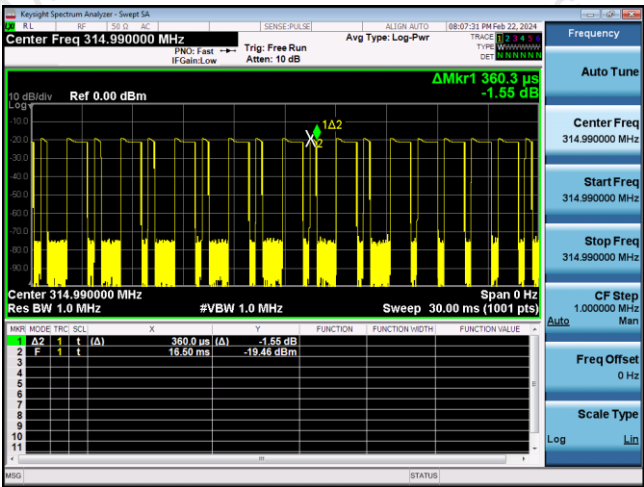 Keysight Spectrum Analyzer - Swept SA
RL RF 50 Ω AC SENSE:PULSE ALIGN AUTO 08:07:31 PM Feb 22, 2024
Center Freq 314.990000 MHz
PNO: Fast
IFGain:Low
Trig: Free Run
Atten: 10 dB
Avg Type: Log-Pwr
TRACE 1 2 3 4 5 6
TYPE WWWWWW
DET N N N N N N
ΔMkr1 360.3 µs
-1.55 dB
10 dB/div Ref 0.00 dBm
Log
-10.0
-20.0
-30.0
-40.0
-50.0
-60.0
-70.0
-80.0
-90.0
1Δ2
X2
Center 314.990000 MHz Span 0 Hz
Res BW 1.0 MHz #VBW 1.0 MHz Sweep 30.00 ms (1001 pts)
MKR MODE TRC SCL X Y FUNCTION FUNCTION WIDTH FUNCTION VALUE
1 Δ2 1 t (Δ) 360.0 µs (Δ) -1.55 dB
2 F 1 t 16.50 ms -19.46 dBm
3
4
5
6
7
8
9
10
11
MSG STATUS
Frequency
Auto Tune
Center Freq
314.990000 MHz
Start Freq
314.990000 MHz
Stop Freq
314.990000 MHz
CF Step
1.000000 MHz
Auto Man
Freq Offset
0 Hz
Scale Type
Log Lin